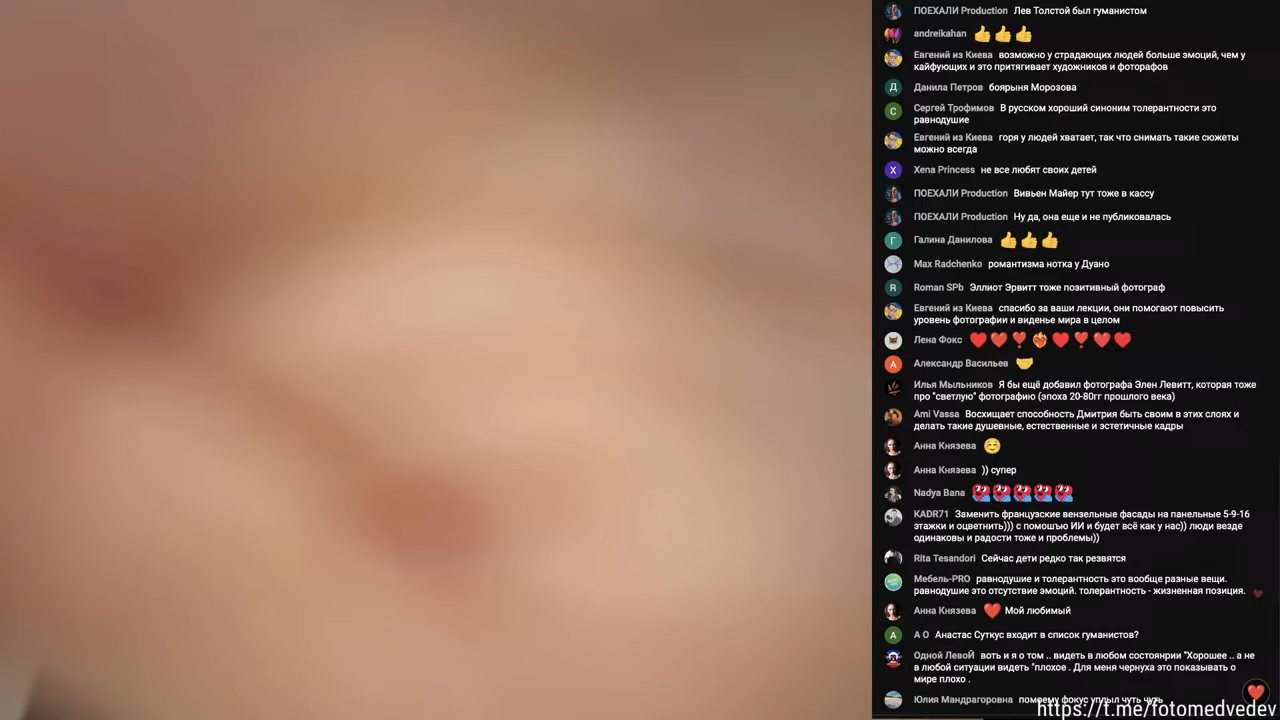 ПОЕХАЛИ Production Лев Толстой был гуманистом
andreikahan 👍👍👍
Евгений из Киева возможно у страдающих людей больше эмоций, чем у
кайфующих и это притягивает художников и фоторафов
Д Данила Петров боярыня Морозова
С Сергей Трофимов В русском хороший синоним толерантности это
равнодушие
Евгений из Киева горя у людей хватает, так что снимать такие сюжеты
можно всегда
X Xena Princess не все любят своих детей
ПОЕХАЛИ Production Вивьен Майер тут тоже в кассу
ПОЕХАЛИ Production Ну да, она еще и не публиковалась
Г Галина Данилова 👍👍👍
Max Radchenko романтизма нотка у Дуано
R Roman SPb Эллиот Эрвитт тоже позитивный фотограф
Евгений из Киева спасибо за ваши лекции, они помогают повысить
уровень фотографии и виденье мира в целом
Лена Фокс
А Александр Васильев
Илья Мыльников Я бы ещё добавил фотографа Элен Левитт, которая тоже
про "светлую" фотографию (эпоха 20-80гг прошлого века)
Ami Vassa Восхищает способность Дмитрия быть своим в этих слоях и
делать такие душевные, естественные и эстетичные кадры
Анна Князева
Анна Князева )) супер
Nadya Bana
KADR71 Заменить французские вензельные фасады на панельные 5-9-16
этажки и оцветнить))) с помошъю ИИ и будет всё как у нас)) люди везде
одинаковы и радости тоже и проблемы))
Rita Tesandori Сейчас дети редко так резвятся
Мебель-PRO равнодушие и толерантность это вообще разные вещи.
равнодушие это отсутствие эмоций. толерантность - жизненная позиция.
Анна Князева ❤️ Мой любимый
А А О Анастас Суткус входит в список гуманистов?
Одной ЛевоЙ воть и я о том .. видеть в любом состоянрии "Хорошее .. а не
в любой ситуации видеть "плохое . Для меня чернуха это показывать о
мире плохо .
Юлия Мандрагоровна помоему фокус уплыл чуть чуть
https://t.me/fotomedvedev